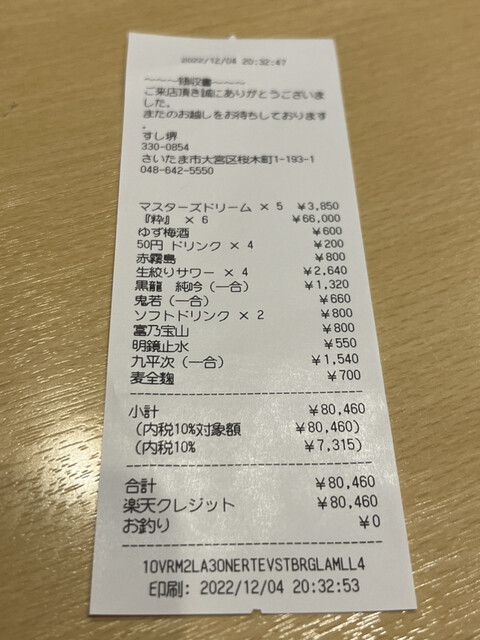 2022/12/04 20:32:47
～～～領収書～～～
ご来店頂き誠にありがとうございま
した。
またのお越しをお待ちしております
。
すし堺
330-0854
さいたま市大宮区桜木町1-193-1
048-642-5550
マスターズドリーム × 5 ￥3,850
『粋』 × 6 ￥66,000
ゆず梅酒 ￥600
50円 ドリンク × 4 ￥200
赤霧島 ￥800
生絞りサワー × 4 ￥2,640
黒龍 純吟（一合） ￥1,320
鬼若（一合） ￥660
ソフトドリンク × 2 ￥800
富乃宝山 ￥800
明鏡止水 ￥550
九平次（一合） ￥1,540
麦全麹 ￥700
小計 ￥80,460
（内税10%対象額 ￥80,460）
（内税10% ￥7,315）
合計 ￥80,460
楽天クレジット ￥80,460
お釣り ￥0
10VRM2LA3ONERTEVSTBRGLAMLL4
印刷: 2022/12/04 20:32:53